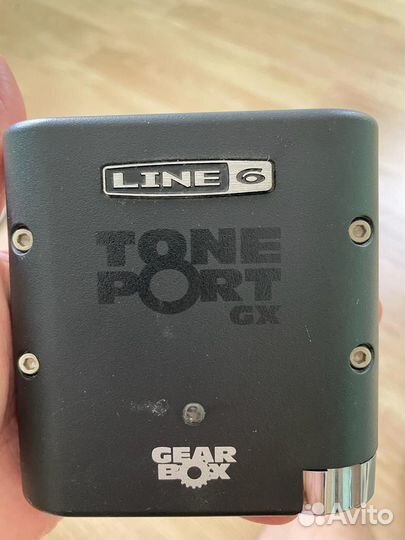 LINE 6
TONE
PORT
GX
GEAR
BOX
Avito